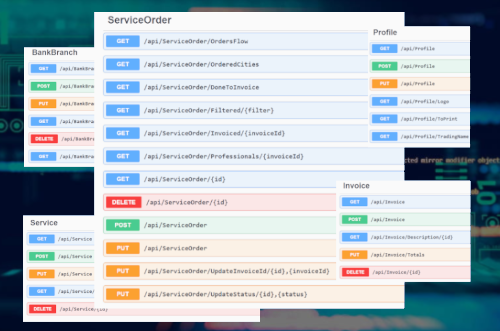 ServiceOrder
GET /api/ServiceOrder/OrdersFlow
GET /api/ServiceOrder/OrderedCities
GET /api/ServiceOrder/DoneToInvoice
GET /api/ServiceOrder/Filtered/{filter}
GET /api/ServiceOrder/Invoiced/{invoiceId}
GET /api/ServiceOrder/Professionals/{invoiceId}
GET /api/ServiceOrder/{id}
DELETE /api/ServiceOrder/{id}
POST /api/ServiceOrder
PUT /api/ServiceOrder
PUT /api/ServiceOrder/UpdateInvoiceId/{id},{invoiceId}
PUT /api/ServiceOrder/UpdateStatus/{id},{status}
BankBranch
GET /api/BankBra
POST /api/BankBra
PUT /api/BankBra
GET /api/BankBra
DELETE /api/BankBra
GET /api/BankBra
Profile
GET /api/Profile
POST /api/Profile
PUT /api/Profile
GET /api/Profile/Logo
GET /api/Profile/ToPrint
GET /api/Profile/TradingName
mirror modifier object
Service
GET /api/Service
POST /api/Service
PUT /api/Service
GET /api/Service/
DELETE /api/Service/{id}
Invoice
GET /api/Invoice
POST /api/Invoice
GET /api/Invoice/Description/{id}
PUT /api/Invoice/Totals
DELETE /api/Invoice/{id}